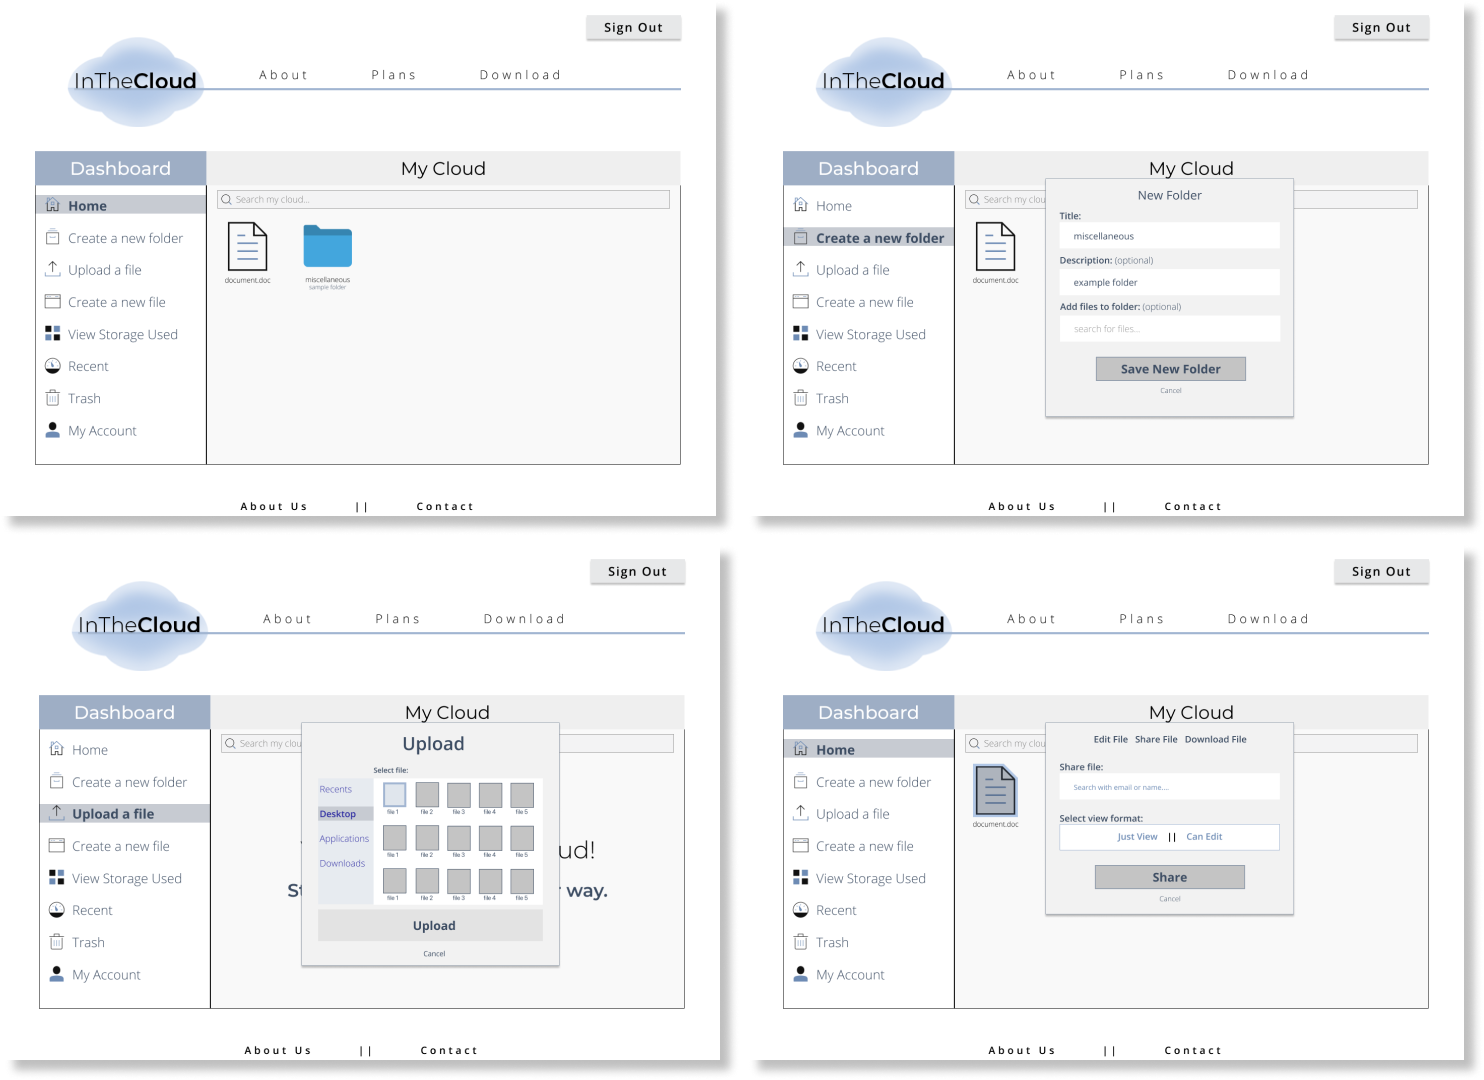 Sign Out
InTheCloud
About Plans Download
Dashboard
My Cloud
Home
Create a new folder
Upload a file
Create a new file
View Storage Used
Recent
Trash
My Account
Search my cloud...
document.doc
miscellaneous
sample folder
About Us || Contact
Sign Out
InTheCloud
About Plans Download
Dashboard
My Cloud
Home
Create a new folder
Upload a file
Create a new file
View Storage Used
Recent
Trash
My Account
Search my clou
document.doc
New Folder
Title:
miscellaneous
Description: (optional)
example folder
Add files to folder: (optional)
search for files...
Save New Folder
Cancel
About Us || Contact
Sign Out
InTheCloud
About Plans Download
Dashboard
My Cloud
Home
Create a new folder
Upload a file
Create a new file
View Storage Used
Recent
Trash
My Account
Search my clou
Upload
Select file:
Recents
Desktop
Applications
Downloads
file 1 file 2 file 3 file 4 file 5
file 1 file 2 file 3 file 4 file 5
file 1 file 2 file 3 file 4 file 5
ud!
St
way.
Upload
Cancel
About Us || Contact
Sign Out
InTheCloud
About Plans Download
Dashboard
My Cloud
Home
Create a new folder
Upload a file
Create a new file
View Storage Used
Recent
Trash
My Account
Search my clou
document.doc
Edit File Share File Download File
Share file:
Search with email or name....
Select view format:
Just View || Can Edit
Share
Cancel
About Us || Contact